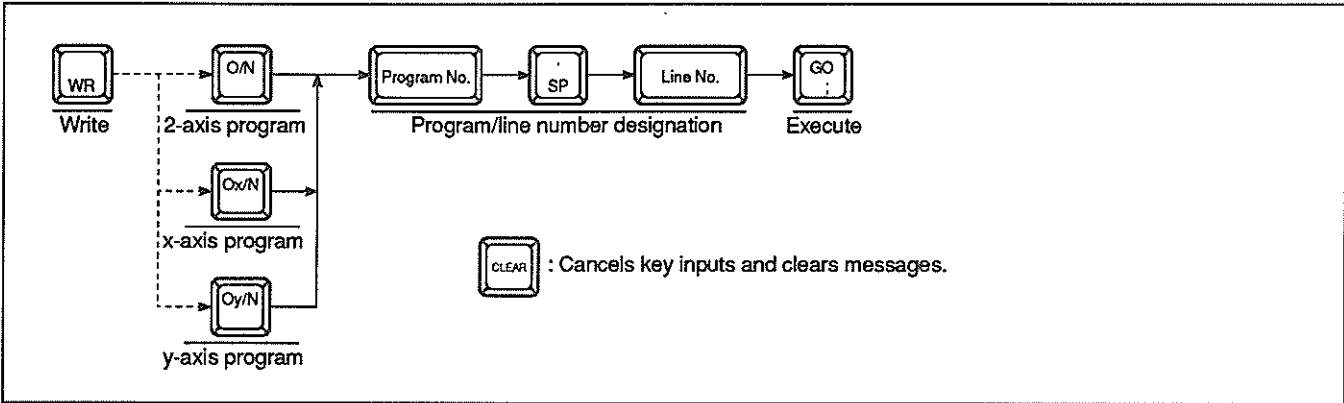 WR
Write
O/N
2-axis program
Program No.
' SP
Line No.
Program/line number designation
GO ;
Execute
Ox/N
x-axis program
CLEAR : Cancels key inputs and clears messages.
Oy/N
y-axis program